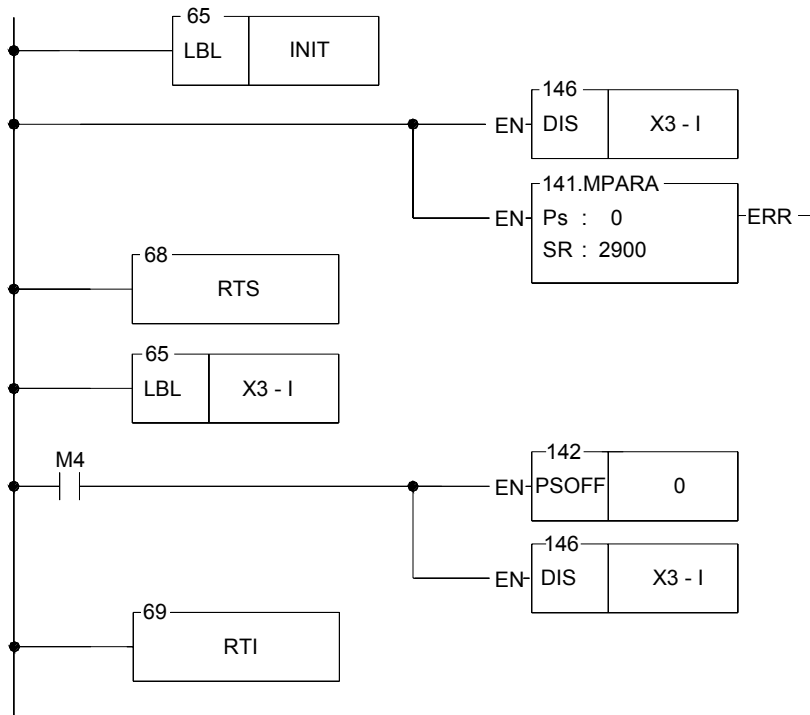 65
LBL INIT
146
EN DIS X3 - I
141.MPARA
EN Ps : 0 ERR
SR : 2900
68
RTS
65
LBL X3 - I
M4
142
EN PSOFF 0
146
EN DIS X3 - I
69
RTI